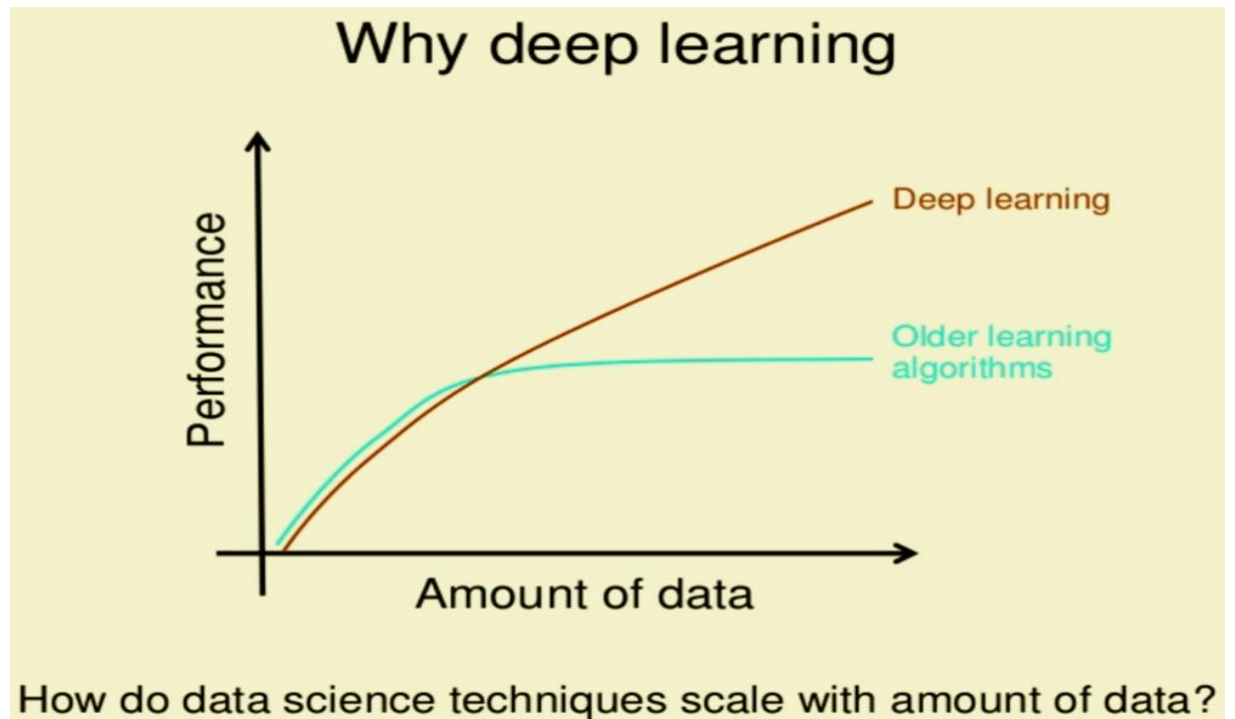 Why deep learning
Performance
Deep learning
Older learning
algorithms
Amount of data
How do data science techniques scale with amount of data?